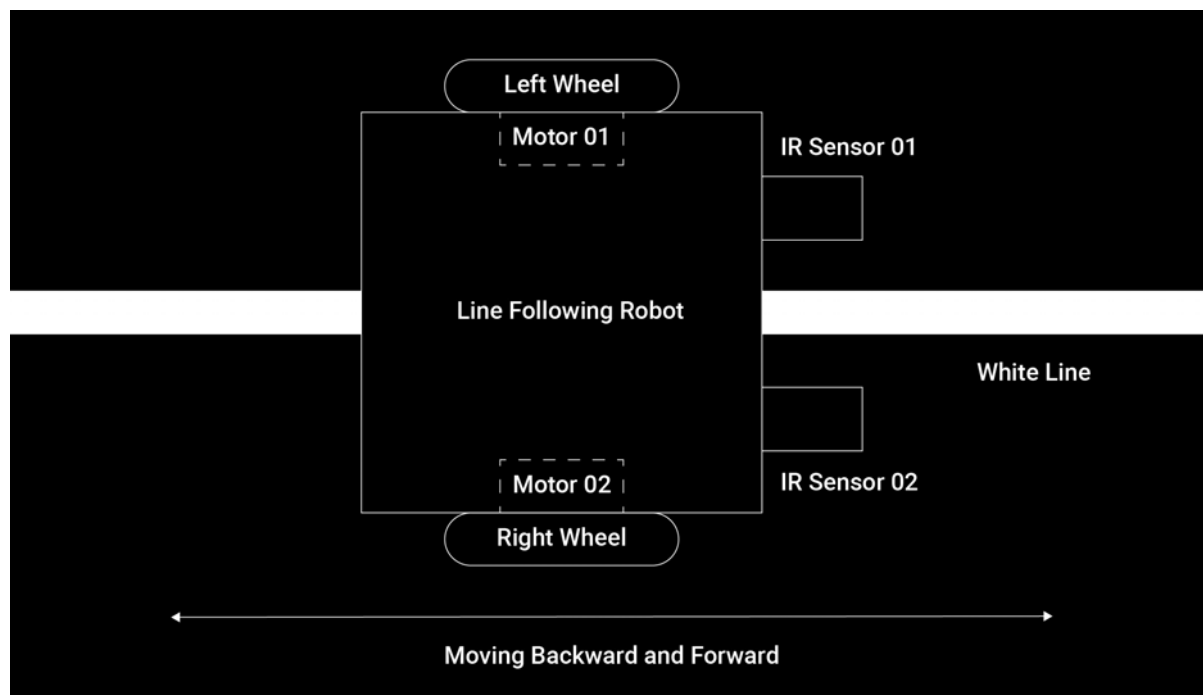 Left Wheel
Motor 01
IR Sensor 01
Line Following Robot
White Line
Motor 02
IR Sensor 02
Right Wheel
Moving Backward and Forward